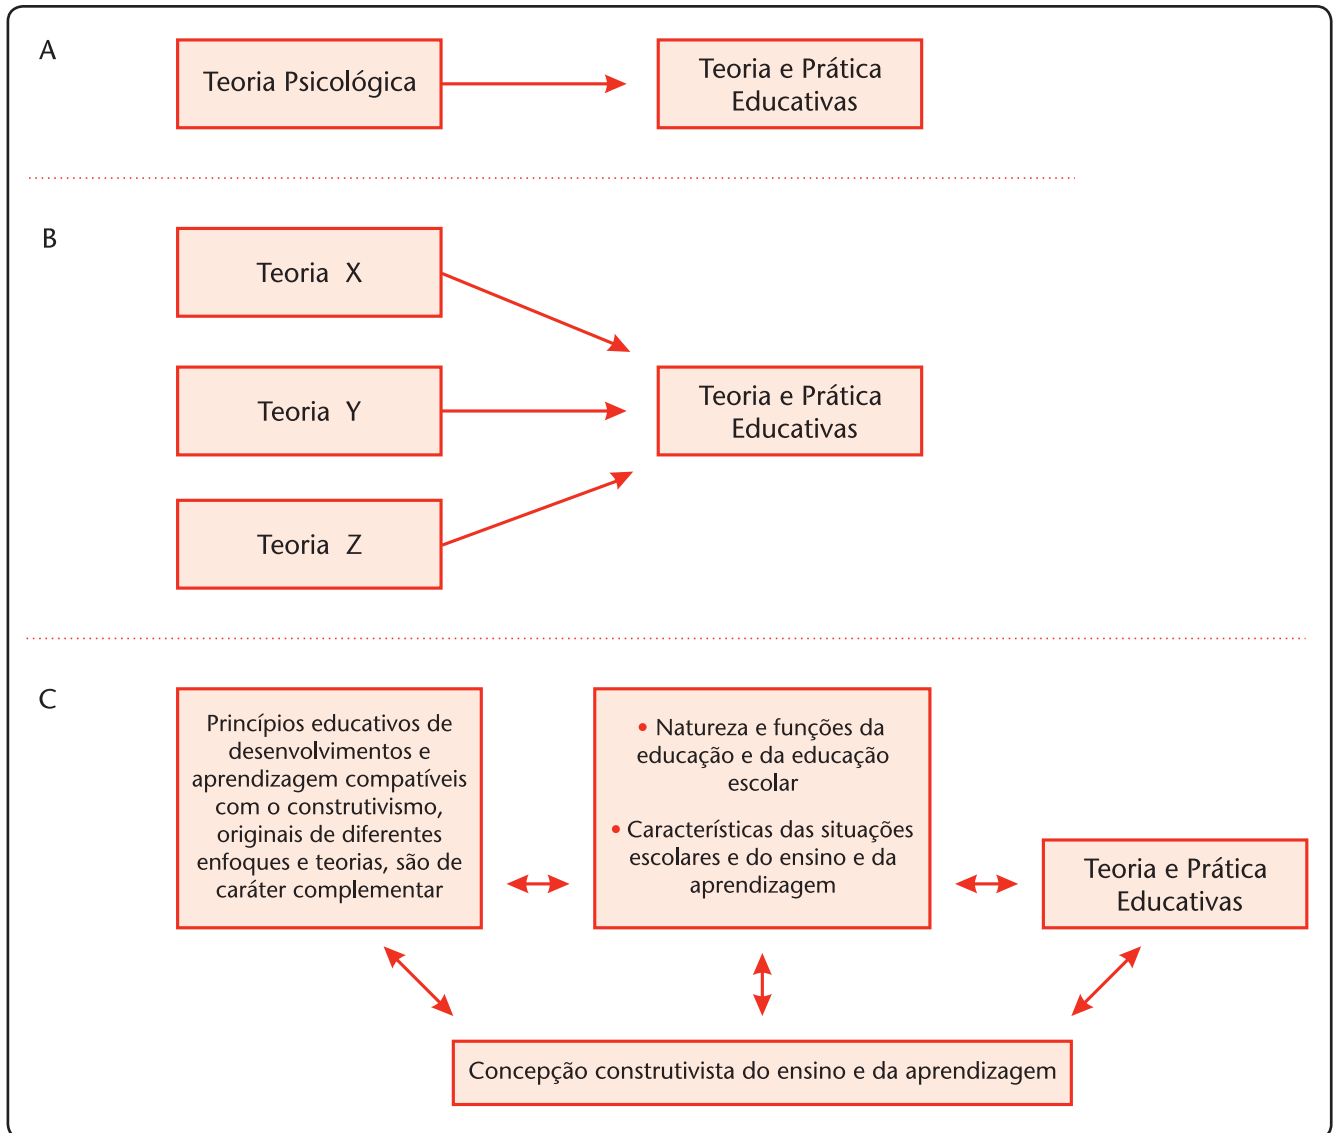 A
Teoria Psicológica
Teoria e Prática
Educativas
B
Teoria X
Teoria Y
Teoria Z
Teoria e Prática
Educativas
C
Princípios educativos de
desenvolvimentos e
aprendizagem compatíveis
com o construtivismo,
originais de diferentes
enfoques e teorias, são de
caráter complementar
• Natureza e funções da
educação e da educação
escolar
• Características das situações
escolares e do ensino e da
aprendizagem
Teoria e Prática
Educativas
Concepção construtivista do ensino e da aprendizagem